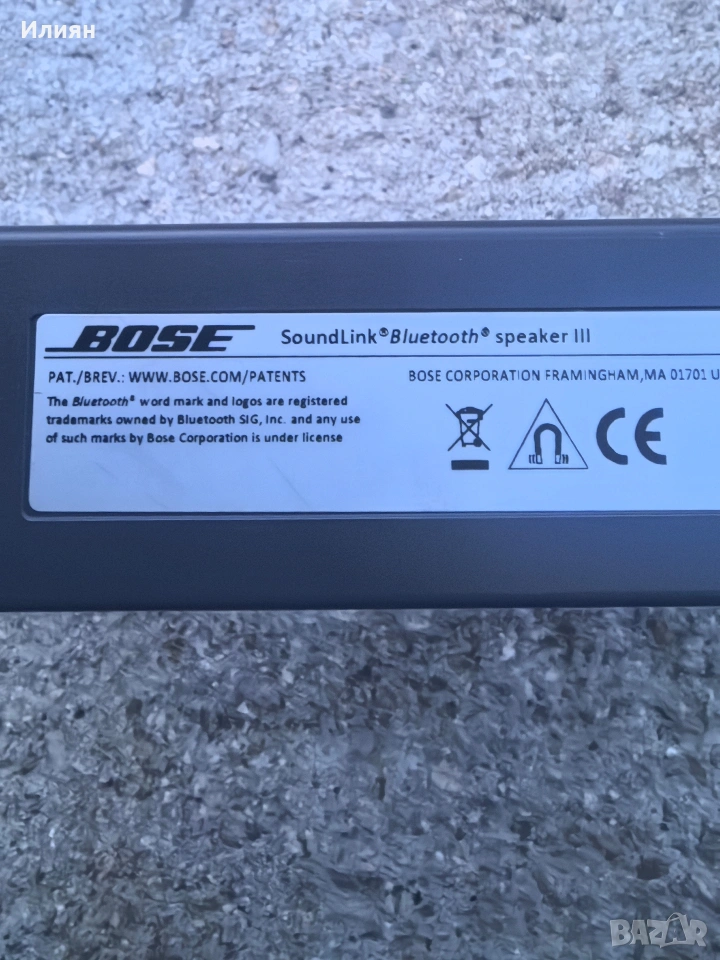 Илиян
BOSE SoundLink® Bluetooth® speaker III
PAT./BREV.: WWW.BOSE.COM/PATENTS
BOSE CORPORATION FRAMINGHAM,MA 01701 U
The Bluetooth® word mark and logos are registered
trademarks owned by Bluetooth SIG, Inc. and any use
of such marks by Bose Corporation is under license
CE
BAZAR